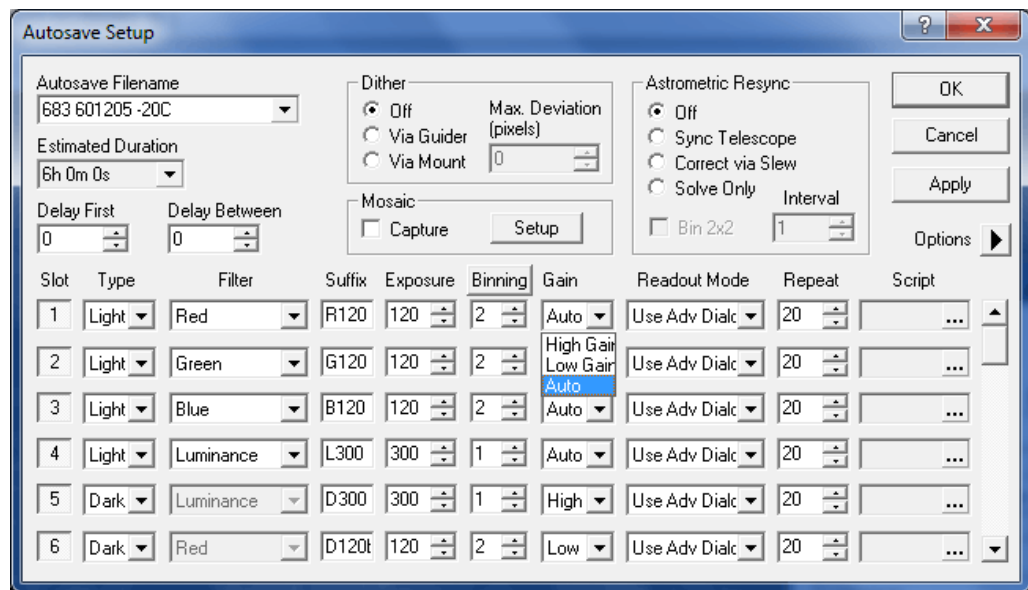 Autosave Setup
Autosave Filename
683 601205 -20C
Estimated Duration
6h 0m 0s
Delay First Delay Between
0 0
Dither
Off
Via Guider
Via Mount
Max. Deviation
(pixels)
0
Mosaic
Capture Setup
Astrometric Resync
Off
Sync Telescope
Correct via Slew
Solve Only
Bin 2x2
Interval
1
OK
Cancel
Apply
Options
Slot Type Filter Suffix Exposure Binning Gain Readout Mode Repeat Script
1 Light Red R120 120 2 Auto Use Adv Dialc 20 ...
High Gain
Low Gain
Auto
2 Light Green G120 120 2 Use Adv Dialc 20 ...
3 Light Blue B120 120 2 Auto Use Adv Dialc 20 ...
4 Light Luminance L300 300 1 Auto Use Adv Dialc 20 ...
5 Dark Luminance D300 300 1 High Use Adv Dialc 20 ...
6 Dark Red D120b 120 2 Low Use Adv Dialc 20 ...